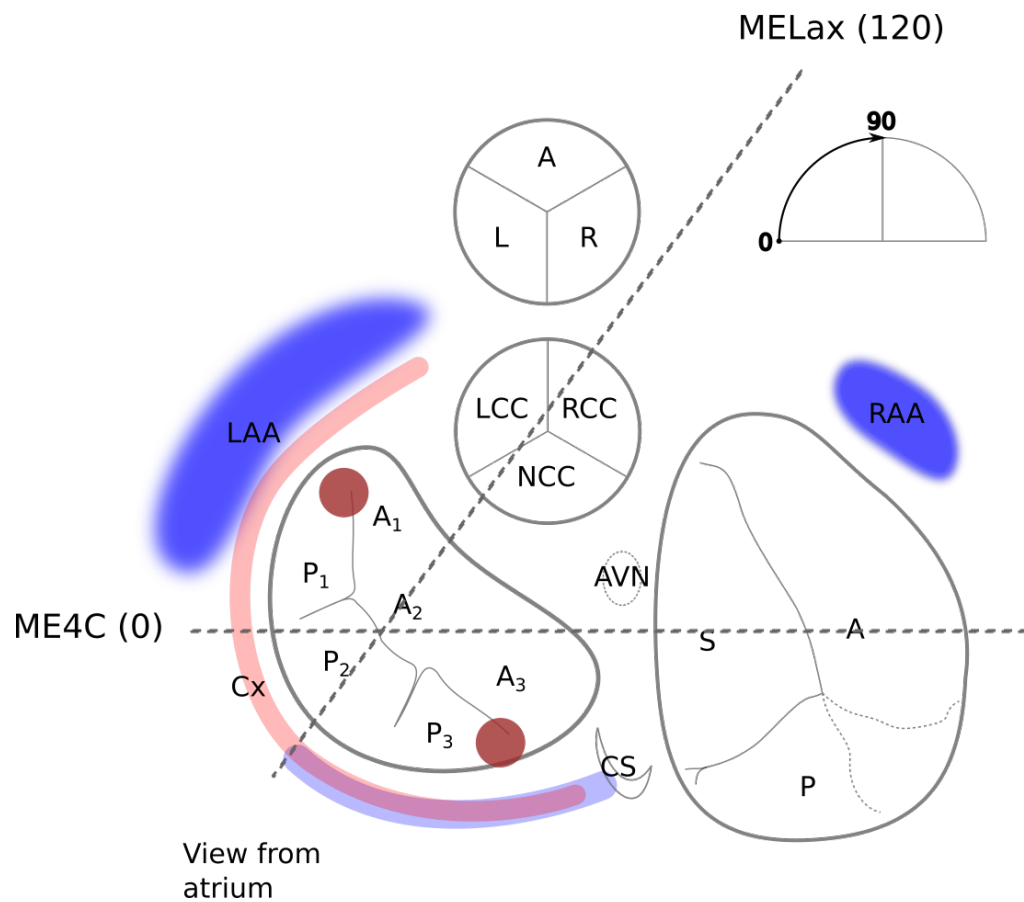 MELax (120)
90
0
A
L
R
LCC
RCC
NCC
LAA
RAA
A1
P1
AVN
A2
ME4C (0)
S
A
P2
A3
Cx
P3
CS
P
View from
atrium